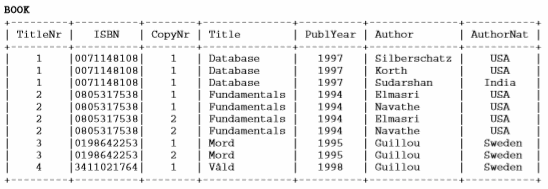 BOOK
+---------+----------+--------+--------------+----------+--------------+-----------+
| TitleNr | ISBN | CopyNr | Title | PublYear | Author | AuthorNat |
+---------+----------+--------+--------------+----------+--------------+-----------+
| 1 |0071148108| 1 | Database | 1997 | Silberschatz | USA |
| 1 |0071148108| 1 | Database | 1997 | Korth | USA |
| 1 |0071148108| 1 | Database | 1997 | Sudarshan | India |
| 2 |0805317538| 1 | Fundamentals | 1994 | Elmasri | USA |
| 2 |0805317538| 1 | Fundamentals | 1994 | Navathe | USA |
| 2 |0805317538| 2 | Fundamentals | 1994 | Elmasri | USA |
| 2 |0805317538| 2 | Fundamentals | 1994 | Navathe | USA |
| 3 |0198642253| 1 | Mord | 1995 | Guillou | Sweden |
| 3 |0198642253| 2 | Mord | 1995 | Guillou | Sweden |
| 4 |3411021764| 1 | Våld | 1998 | Guillou | Sweden |
+---------+----------+--------+--------------+----------+--------------+-----------+